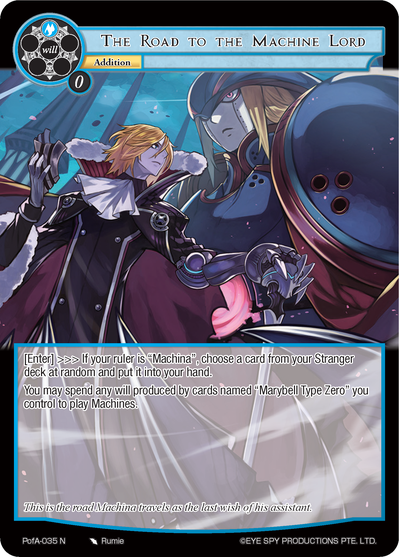 The Road to the Machine Lord
will
Addition
0
[Enter] >>> If your ruler is "Machina", choose a card from your Stranger
deck at random and put it into your hand.
You may spend any will produced by cards named "Marybell Type Zero" you
control to play Machines.
This is the road Machina travels as the last wish of his assistant.
PofA-035 N
Rumie
©EYE SPY PRODUCTIONS PTE. LTD.